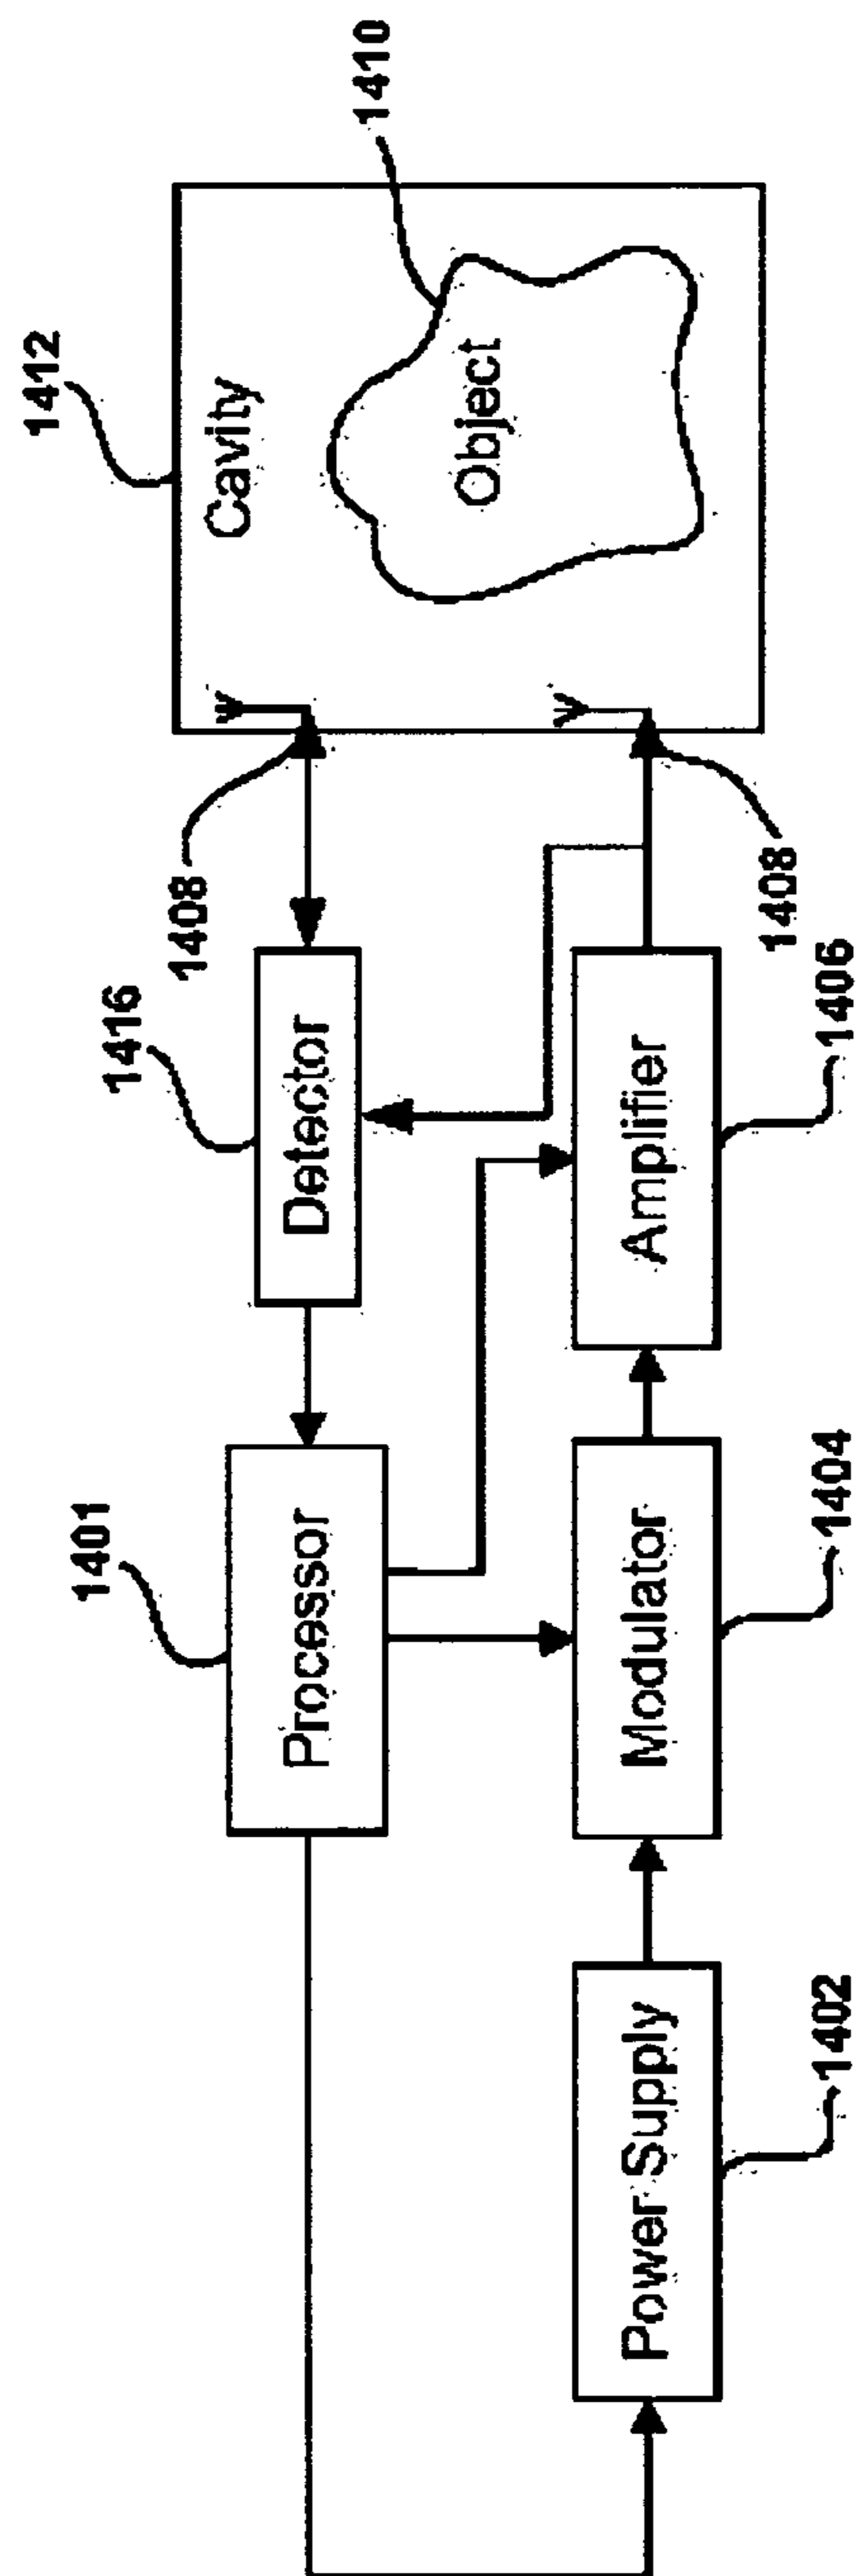 1412
1410
Cavity
Object
1408
1408
1416
Detector
Amplifier
1406
1401
Processor
Modulator
1404
Power Supply
1402